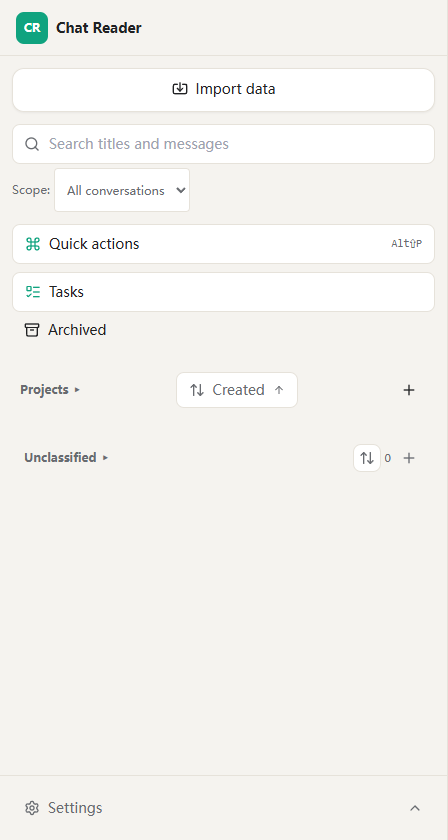 CR Chat Reader
Import data
Search titles and messages
Scope: All conversations
Quick actions Alt⇧P
Tasks
Archived
Projects ▸ Created ↑ +
Unclassified ▸ 0 +
Settings